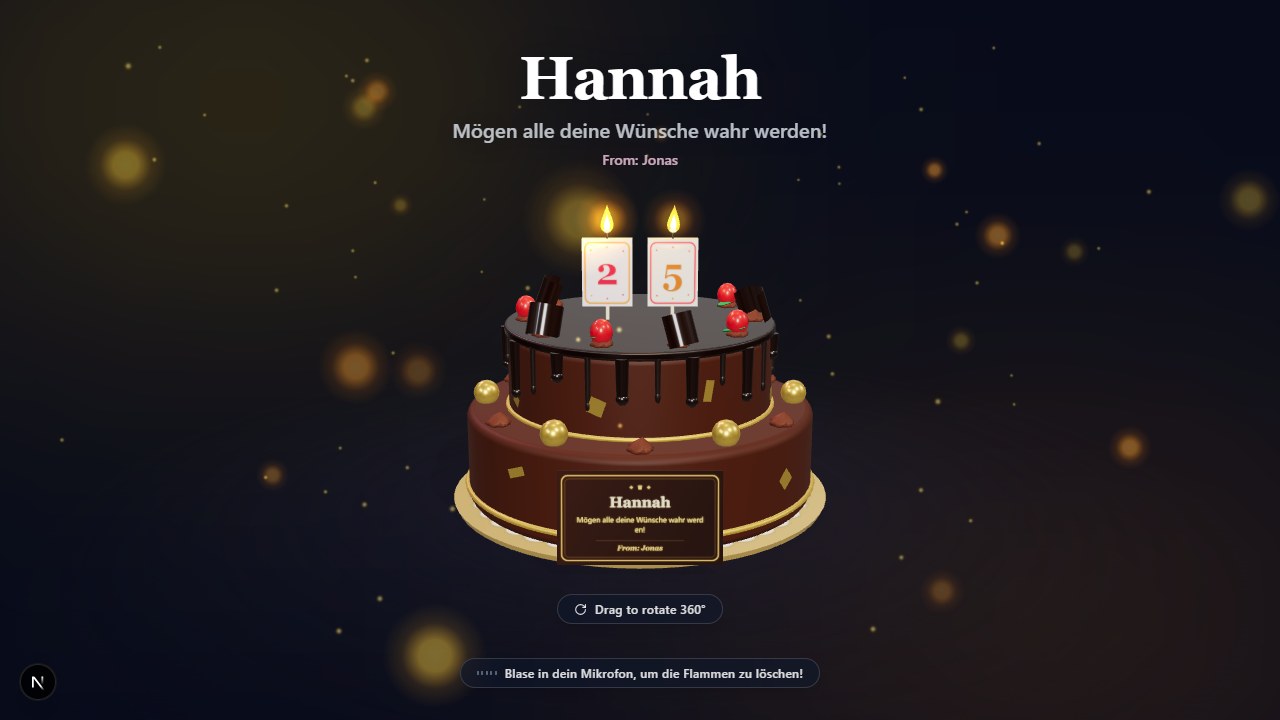 Hannah
Mögen alle deine Wünsche wahr werden!
From: Jonas
2 5
Hannah
Mögen alle deine Wünsche wahr werd
en!
From: Jonas
Drag to rotate 360°
Blase in dein Mikrofon, um die Flammen zu löschen!
N